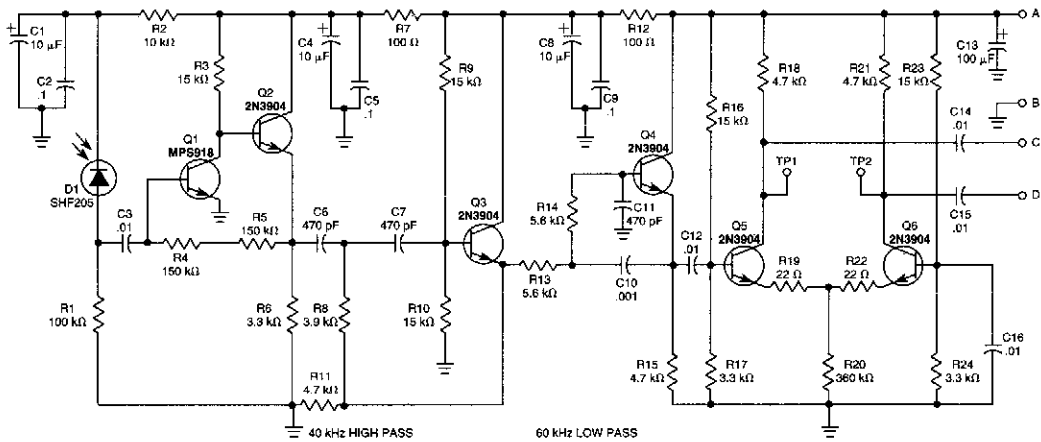 C1
10 µF
C2
.1
R2
10 kΩ
R3
15 kΩ
Q2
2N3904
Q1
MPS918
D1
SHF205
C3
.01
R4
150 kΩ
R5
150 kΩ
R1
100 kΩ
R6
3.3 kΩ
R8
3.9 kΩ
R11
4.7 kΩ
C4
10 µF
C5
.1
R7
100 Ω
R9
15 kΩ
C6
470 pF
C7
470 pF
Q3
2N3904
R10
15 kΩ
40 kHz HIGH PASS
C8
10 µF
C9
.1
R12
100 Ω
Q4
2N3904
R14
5.6 kΩ
C11
470 pF
R13
5.6 kΩ
C10
.001
C12
.01
R16
15 kΩ
R15
4.7 kΩ
R17
3.3 kΩ
60 kHz LOW PASS
R18
4.7 kΩ
R21
4.7 kΩ
R23
15 kΩ
C13
100 µF
TP1
TP2
C14
.01
C15
.01
Q5
2N3904
Q6
2N3904
R19
22 Ω
R22
22 Ω
R20
360 Ω
R24
3.3 kΩ
C16
.01
A
B
C
D
+
+
+
+